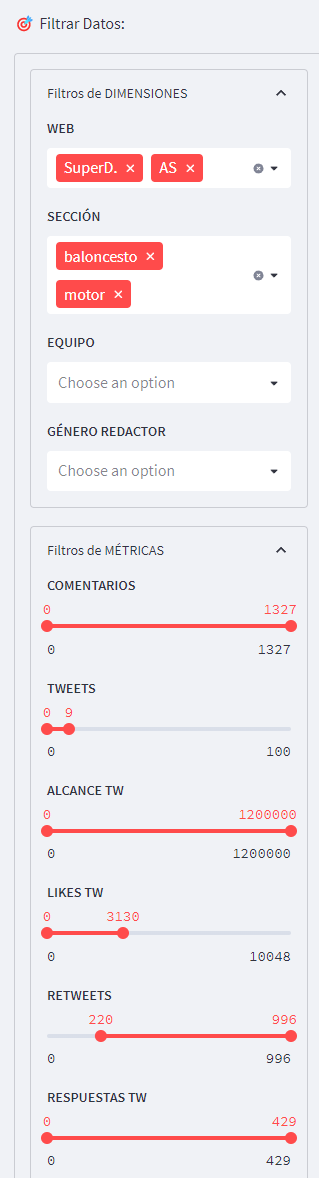 Filtrar Datos:
Filtros de DIMENSIONES
WEB
SuperD. × AS ×
SECCIÓN
baloncesto ×
motor ×
EQUIPO
Choose an option
GÉNERO REDACTOR
Choose an option
Filtros de MÉTRICAS
COMENTARIOS
0 1327
0 1327
TWEETS
0 9
0 100
ALCANCE TW
0 1200000
0 1200000
LIKES TW
0 3130
0 10048
RETWEETS
220 996
0 996
RESPUESTAS TW
0 429
0 429